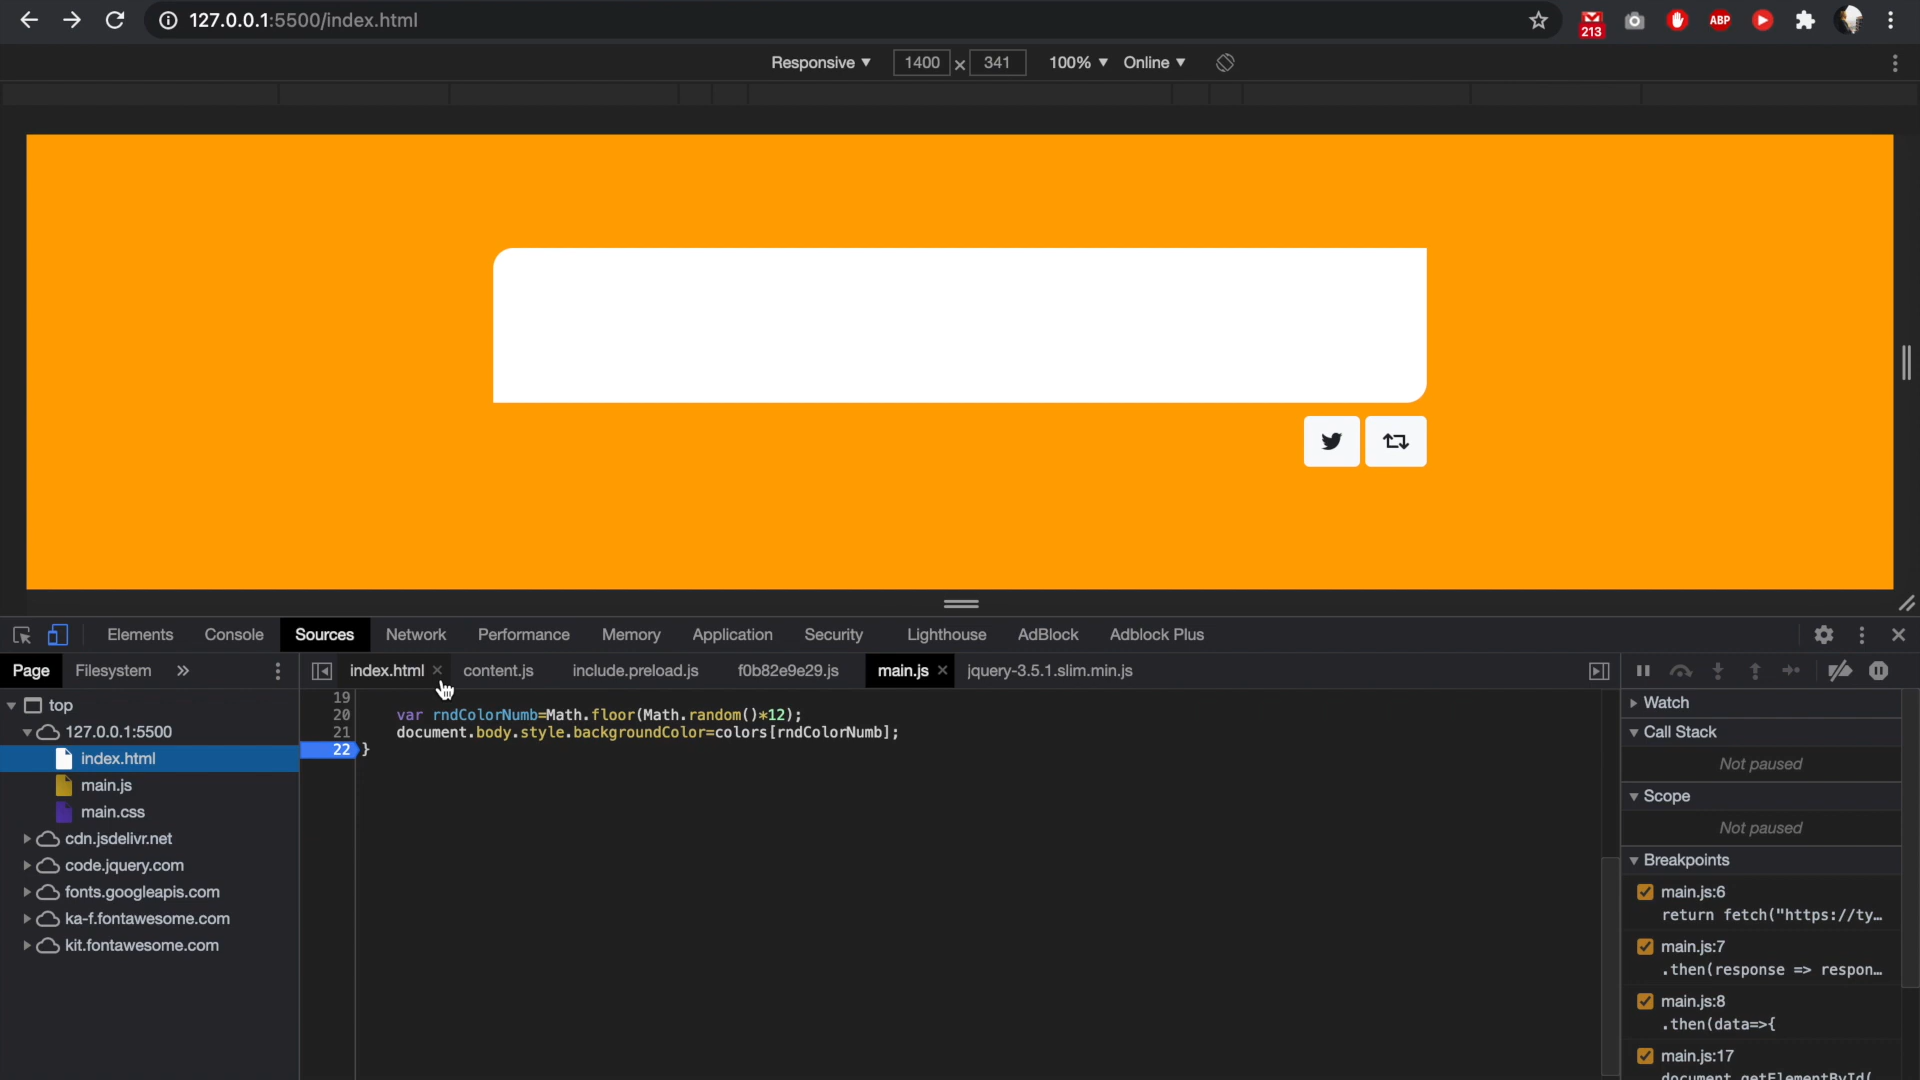 127.0.0.1:5500/index.html
213
ABP
Responsive 1400 × 341 100% Online
Elements Console Sources Network Performance Memory Application Security Lighthouse AdBlock Adblock Plus
Page Filesystem »
index.html × content.js include.preload.js f0b82e9e29.js main.js × jquery-3.5.1.slim.min.js
top
127.0.0.1:5500
index.html
main.js
main.css
cdn.jsdelivr.net
code.jquery.com
fonts.googleapis.com
ka-f.fontawesome.com
kit.fontawesome.com
19
20 var rndColorNumb=Math.floor(Math.random()*12);
21 document.body.style.backgroundColor=colors[rndColorNumb];
22 }
Watch
Call Stack
Not paused
Scope
Not paused
Breakpoints
main.js:6
return fetch("https://ty…
main.js:7
.then(response => respon…
main.js:8
.then(data=>{
main.js:17
document.getElementById(